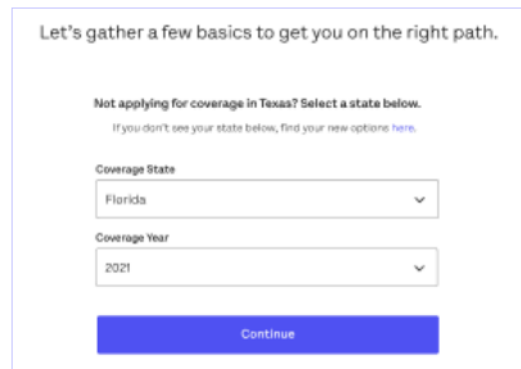 Let's gather a few basics to get you on the right path.
Not applying for coverage in Texas? Select a state below.
If you don't see your state below, find your new options here.
Coverage State
Florida
Coverage Year
2021
Continue